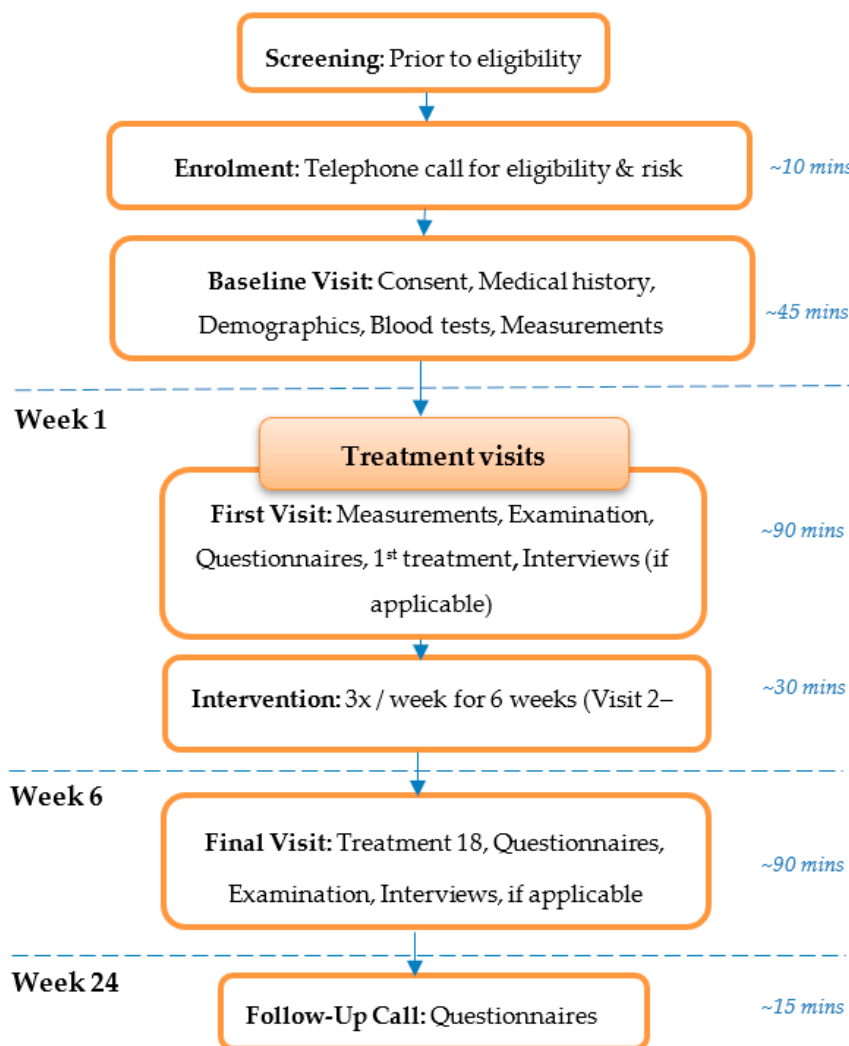 Screening: Prior to eligibility
Enrolment: Telephone call for eligibility & risk
~10 mins
Baseline Visit: Consent, Medical history,
Demographics, Blood tests, Measurements
~45 mins
Week 1
Treatment visits
First Visit: Measurements, Examination,
Questionnaires, 1st treatment, Interviews (if
applicable)
~90 mins
Intervention: 3x / week for 6 weeks (Visit 2–
~30 mins
Week 6
Final Visit: Treatment 18, Questionnaires,
Examination, Interviews, if applicable
~90 mins
Week 24
Follow-Up Call: Questionnaires
~15 mins